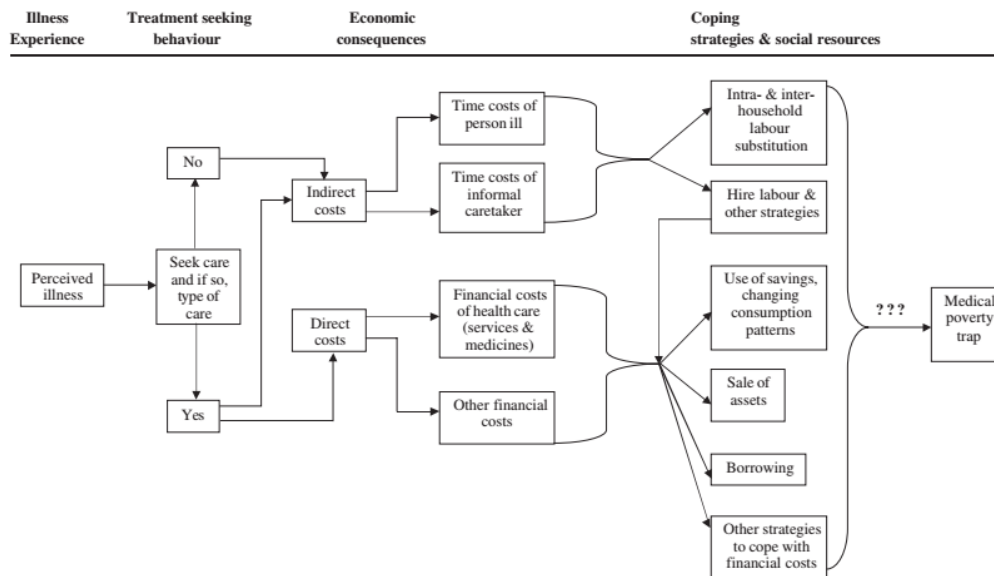 Illness
Experience
Treatment seeking
behaviour
Economic
consequences
Coping
strategies & social resources
Perceived
illness
Seek care
and if so,
type of
care
No
Yes
Indirect
costs
Direct
costs
Time costs of
person ill
Time costs of
informal
caretaker
Financial costs
of health care
(services &
medicines)
Other financial
costs
Intra- & inter-
household
labour
substitution
Hire labour &
other strategies
Use of savings,
changing
consumption
patterns
Sale of
assets
Borrowing
Other strategies
to cope with
financial costs
? ? ?
Medical
poverty
trap